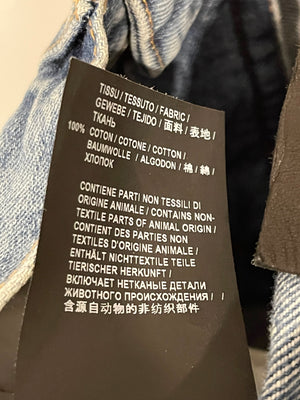 TISSU / TESSUTO / FABRIC /
GEWEBE / TEJIDO / 面料 / 表地 /
ТКАНЬ
100% COTON / COTONE / COTTON /
BAUMWOLLE / ALGODON / 棉 / 綿 /
ХЛОПОК
CONTIENE PARTI NON TESSILI DI
ORIGINE ANIMALE / CONTAINS NON-
TEXTILE PARTS OF ANIMAL ORIGIN /
CONTIENT DES PARTIES NON
TEXTILES D'ORIGINE ANIMALE /
ENTHÄLT NICHTTEXTILE TEILE
TIERISCHER HERKUNFT /
ВКЛЮЧАЕТ НЕТКАНЫЕ ДЕТАЛИ
ЖИВОТНОГО ПРОИСХОЖДЕНИЯ /
含源自动物的非纺织部件